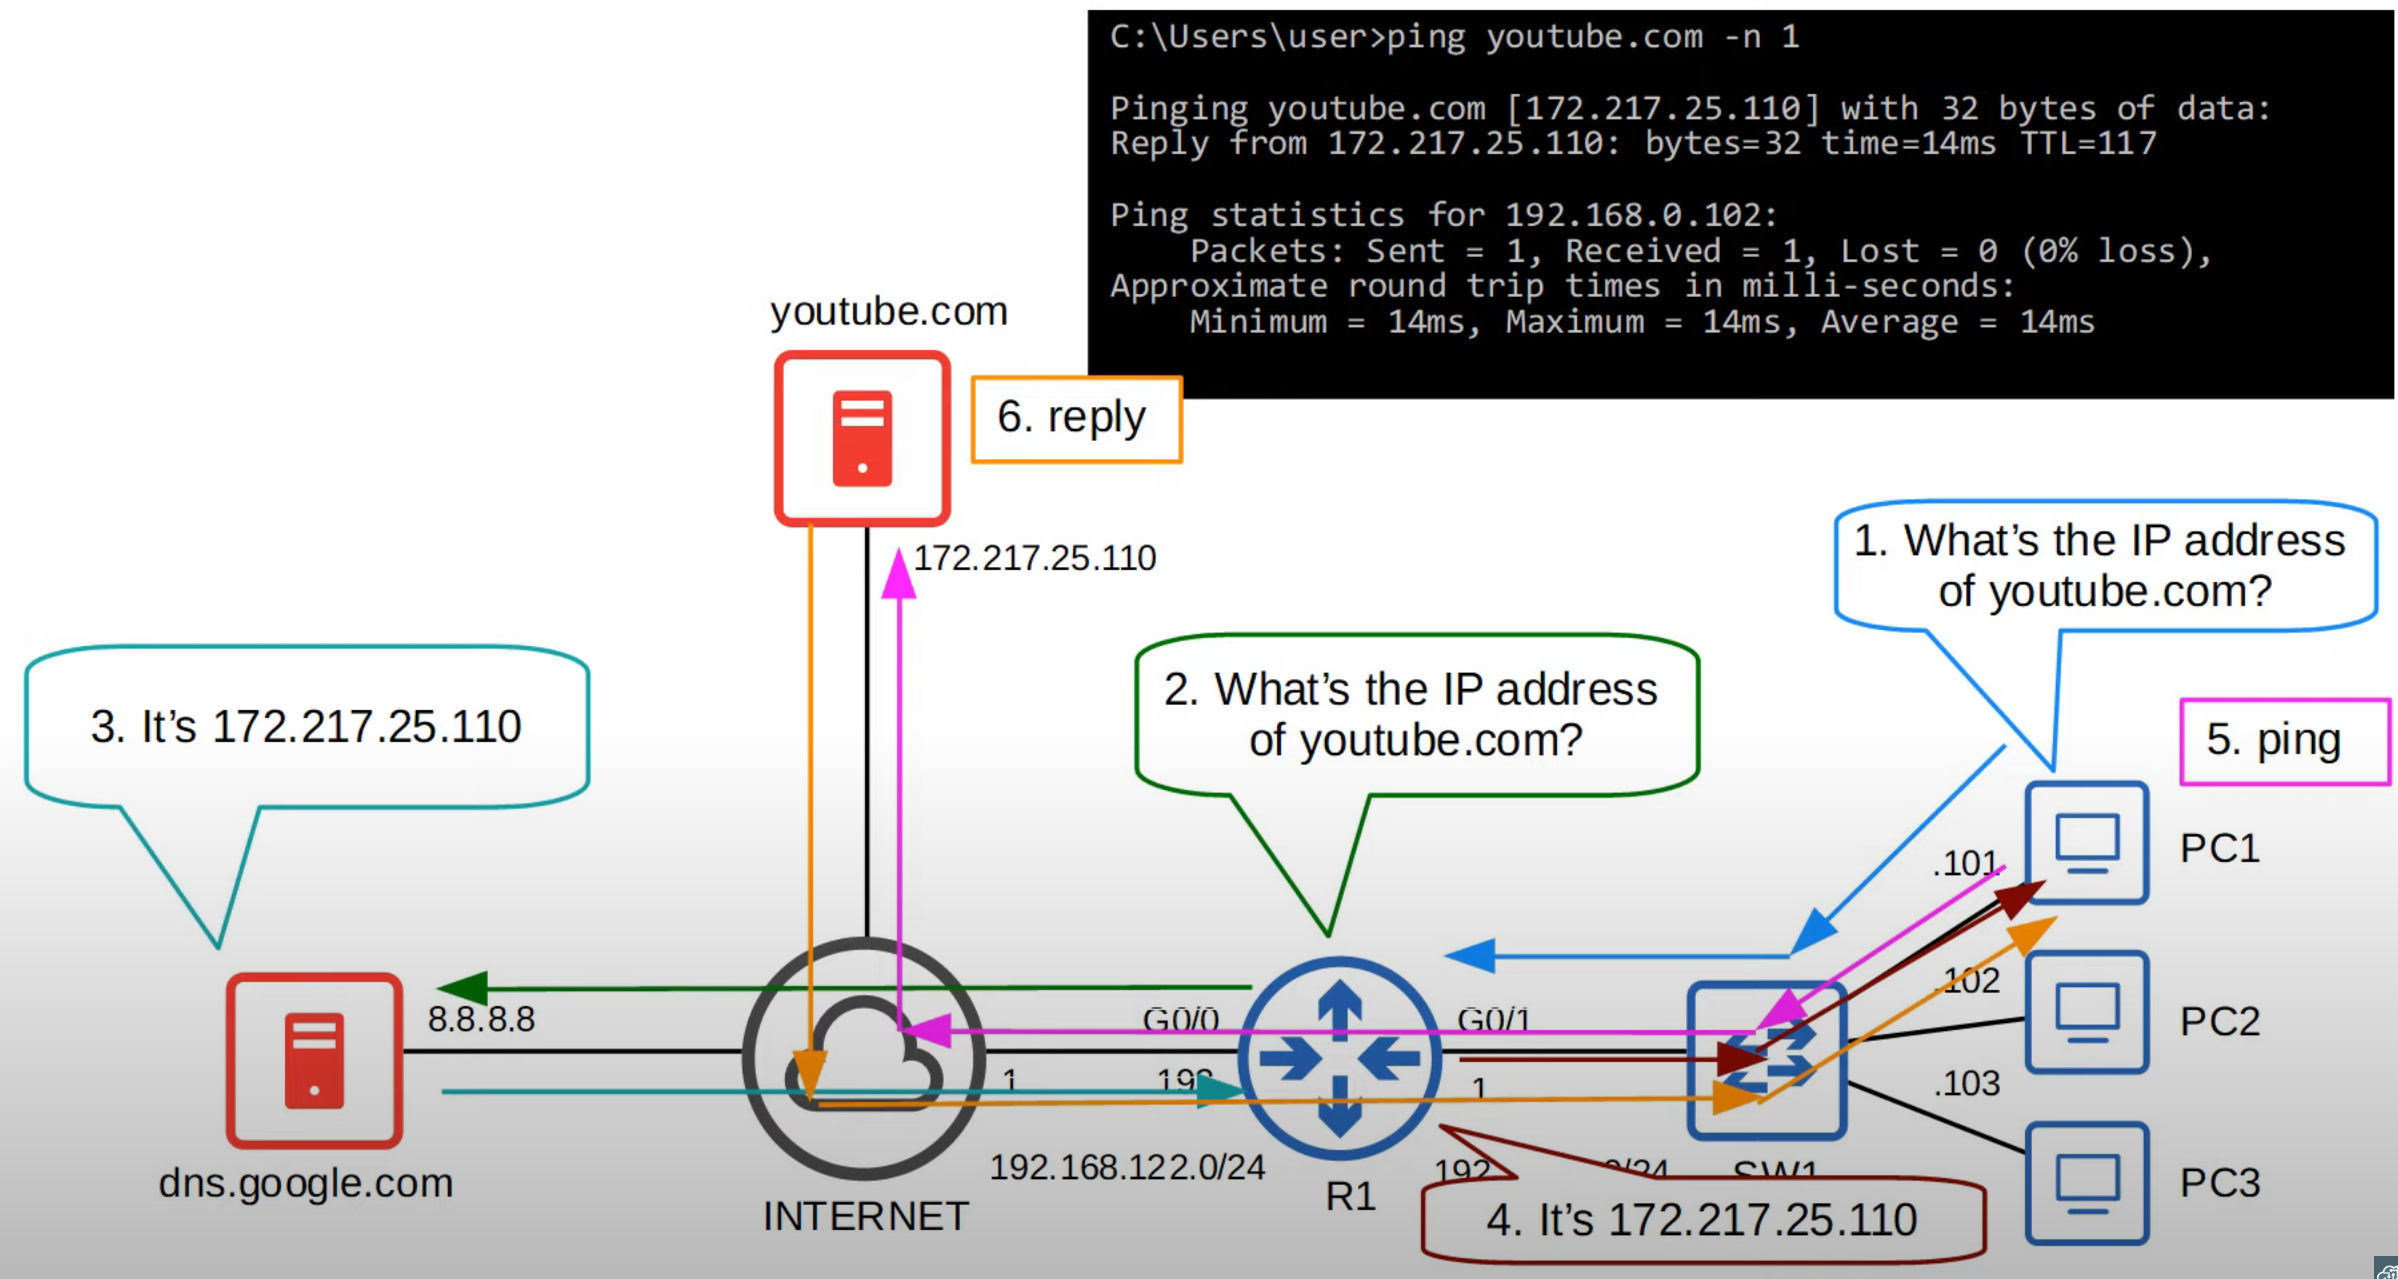 C:\Users\user>ping youtube.com -n 1
Pinging youtube.com [172.217.25.110] with 32 bytes of data:
Reply from 172.217.25.110: bytes=32 time=14ms TTL=117
Ping statistics for 192.168.0.102:
Packets: Sent = 1, Received = 1, Lost = 0 (0% loss),
Approximate round trip times in milli-seconds:
Minimum = 14ms, Maximum = 14ms, Average = 14ms
youtube.com
6. reply
172.217.25.110
1. What's the IP address
of youtube.com?
2. What's the IP address
of youtube.com?
3. It's 172.217.25.110
5. ping
PC1
.101
.102
PC2
8.8.8.8
G0/0
G0/1
.1
192
.1
.103
192.168.122.0/24
192
0/24
SW1
dns.google.com
INTERNET
R1
PC3
4. It's 172.217.25.110